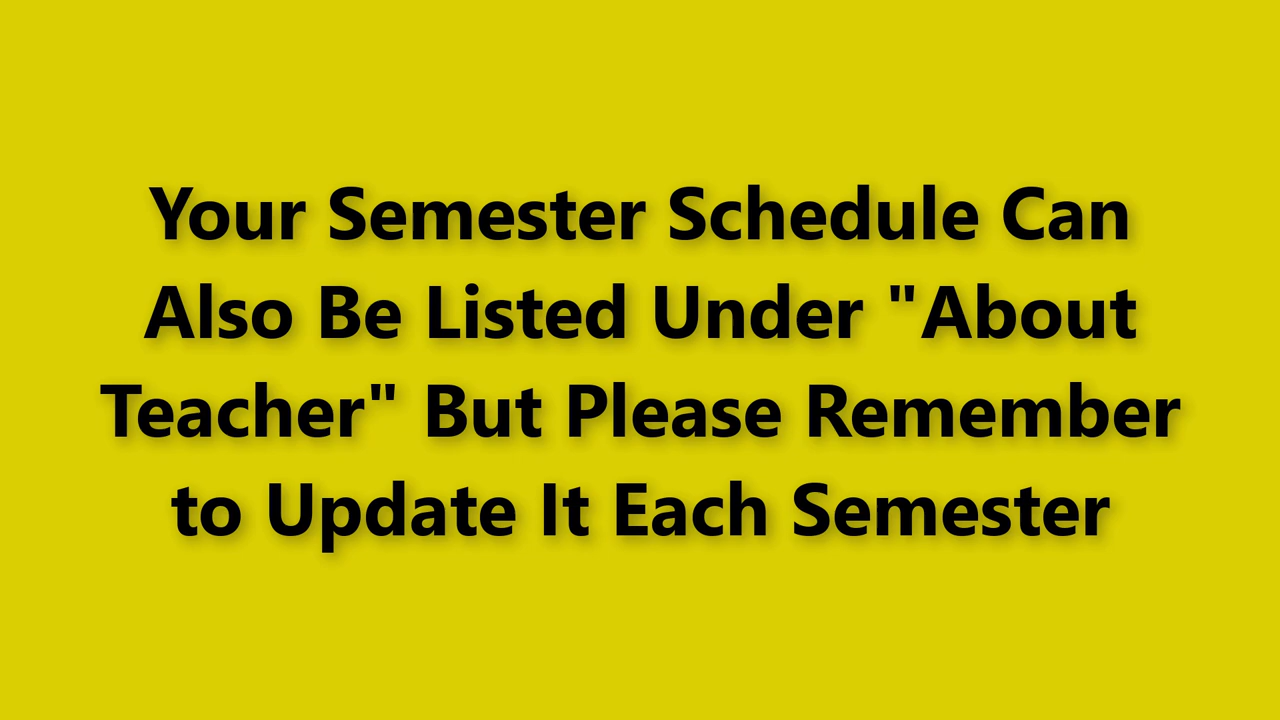 Your Semester Schedule Can
Also Be Listed Under "About
Teacher" But Please Remember
to Update It Each Semester